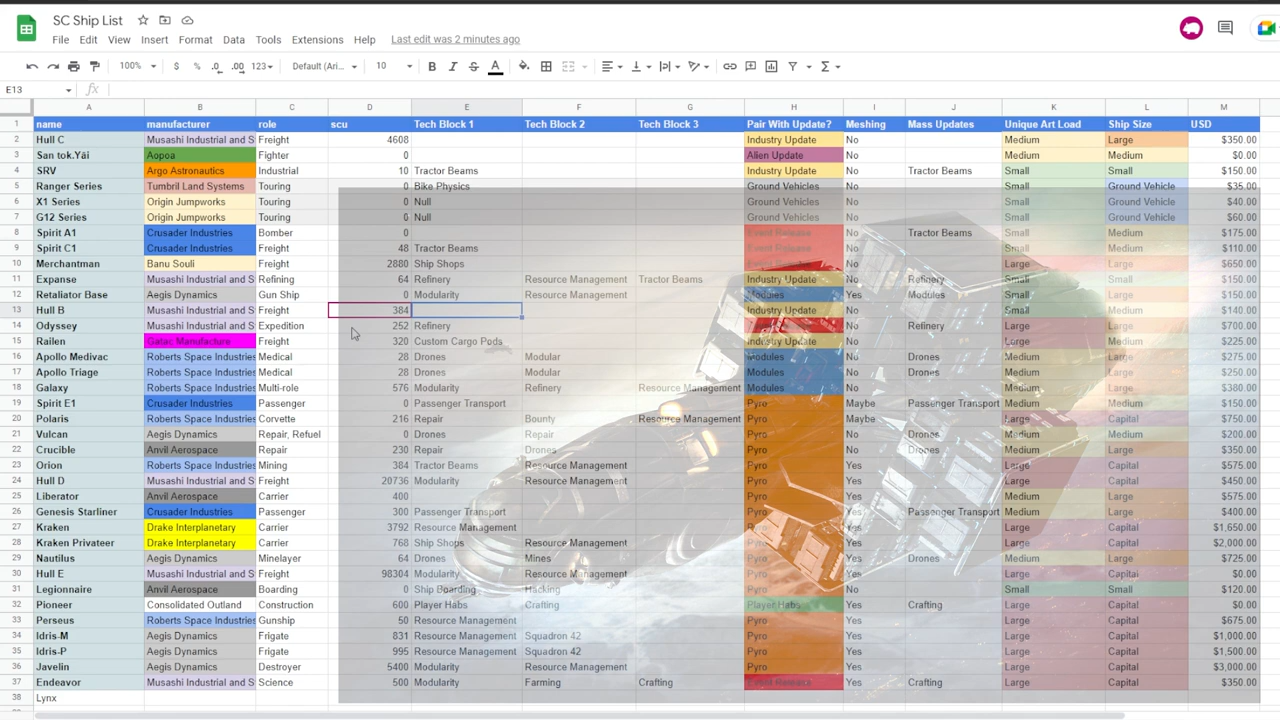 SC Ship List
File Edit View Insert Format Data Tools Extensions Help Last edit was 2 minutes ago
100% $ % .0 .00 123 Default (Ari... 10 B I S A
E13 fx
A B C D E F G H I J K L M
1 name manufacturer role scu Tech Block 1 Tech Block 2 Tech Block 3 Pair With Update? Meshing Mass Updates Unique Art Load Ship Size USD
2 Hull C Musashi Industrial and S Freight 4608 Industry Update No Medium Large $350.00
3 San tok.Yāi Aopoa Fighter 0 Alien Update No Medium Medium $0.00
4 SRV Argo Astronautics Industrial 10 Tractor Beams Industry Update No Tractor Beams Small Small $150.00
5 Ranger Series Tumbril Land Systems Touring 0 Bike Physics Ground Vehicles No Small Ground Vehicle $35.00
6 X1 Series Origin Jumpworks Touring 0 Null Ground Vehicles No Small Ground Vehicle $40.00
7 G12 Series Origin Jumpworks Touring 0 Null Ground Vehicles No Small Ground Vehicle $60.00
8 Spirit A1 Crusader Industries Bomber 0 Event Release No Tractor Beams Small Medium $175.00
9 Spirit C1 Crusader Industries Freight 48 Tractor Beams Event Release No Small Medium $110.00
10 Merchantman Banu Souli Freight 2880 Ship Shops No Large Large $650.00
11 Expanse Musashi Industrial and S Refining 64 Refinery Resource Management Tractor Beams Industry Update No Refinery Small Small $150.00
12 Retaliator Base Aegis Dynamics Gun Ship 0 Modularity Resource Management Modules Yes Modules Small Large $150.00
13 Hull B Musashi Industrial and S Freight 384 Industry Update No Small Medium $140.00
14 Odyssey Musashi Industrial and S Expedition 252 Refinery No Refinery Large Large $700.00
15 Railen Gatac Manufacture Freight 320 Custom Cargo Pods Industry Update No Medium Large $225.00
16 Apollo Medivac Roberts Space Industries Medical 28 Drones Modular Modules No Drones Medium Medium $275.00
17 Apollo Triage Roberts Space Industries Medical 28 Drones Modular Modules No Drones Medium Medium $250.00
18 Galaxy Roberts Space Industries Multi-role 576 Modularity Refinery Resource Management Modules No Medium Large $380.00
19 Spirit E1 Crusader Industries Passenger 0 Passenger Transport Pyro Maybe Passenger Transport Medium Medium $150.00
20 Polaris Roberts Space Industries Corvette 216 Repair Bounty Resource Management Pyro Maybe Large Capital $750.00
21 Vulcan Aegis Dynamics Repair, Refuel 0 Drones Repair Pyro No Drones Medium Medium $200.00
22 Crucible Anvil Aerospace Repair 230 Repair Drones Pyro No Medium Large $350.00
23 Orion Roberts Space Industries Mining 384 Tractor Beams Resource Management Pyro Yes Large Capital $575.00
24 Hull D Musashi Industrial and S Freight 20736 Modularity Resource Management Pyro Yes Large Capital $450.00
25 Liberator Anvil Aerospace Carrier 400 Pyro Yes Medium Large $575.00
26 Genesis Starliner Crusader Industries Passenger 300 Passenger Transport Pyro Yes Passenger Transport Medium Large $400.00
27 Kraken Drake Interplanetary Carrier 3792 Resource Management Pyro Yes Large Capital $1,650.00
28 Kraken Privateer Drake Interplanetary Carrier 768 Ship Shops Resource Management Pyro Yes Large Capital $2,000.00
29 Nautilus Aegis Dynamics Minelayer 64 Drones Mines Pyro Yes Drones Medium Large $725.00
30 Hull E Musashi Industrial and S Freight 98304 Modularity Resource Management Pyro Yes Large Capital $0.00
31 Legionnaire Anvil Aerospace Boarding 0 Ship Boarding Hacking Pyro Yes Small Small $120.00
32 Pioneer Consolidated Outland Construction 600 Player Habs Crafting Player Habs Yes Crafting Large Capital $0.00
33 Perseus Roberts Space Industries Gunship 50 Resource Management Pyro Yes Large Capital $675.00
34 Idris-M Aegis Dynamics Frigate 831 Resource Management Squadron 42 Pyro Yes Large Capital $1,000.00
35 Idris-P Aegis Dynamics Frigate 995 Resource Management Squadron 42 Pyro Yes Large Capital $1,500.00
36 Javelin Aegis Dynamics Destroyer 5400 Modularity Resource Management Pyro Yes Large Capital $3,000.00
37 Endeavor Musashi Industrial and S Science 500 Modularity Farming Crafting Event Release Yes Crafting Large Capital $350.00
38 Lynx